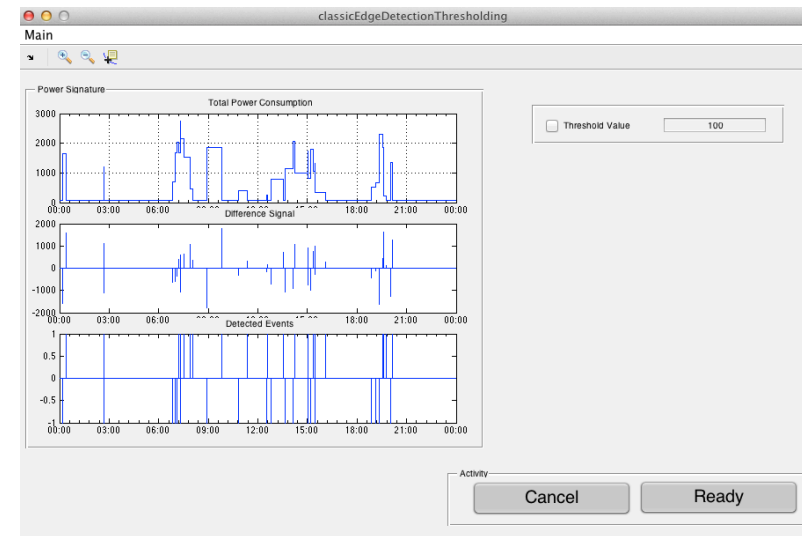 classicEdgeDetectionThresholding
Main
Power Signature
Total Power Consumption
3000
2000
1000
0
00:00 03:00 06:00 18:00 21:00 00:00
Difference Signal
2000
1000
0
-1000
-2000
00:00 03:00 06:00 18:00 21:00 00:00
Detected Events
1
0.5
0
-0.5
-1
00:00 03:00 06:00 09:00 12:00 15:00 18:00 21:00 00:00
Threshold Value 100
Activity
Cancel Ready